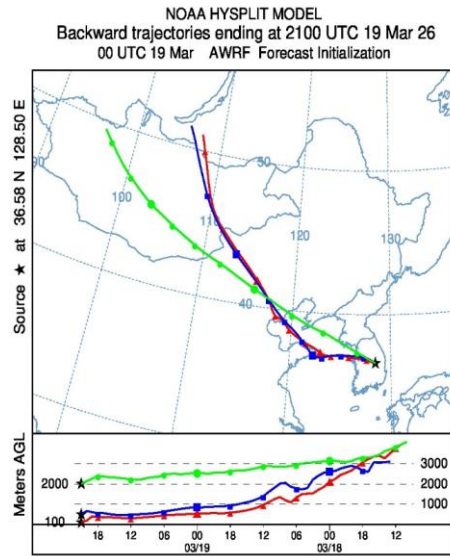 NOAA HYSPLIT MODEL
Backward trajectories ending at 2100 UTC 19 Mar 26
00 UTC 19 Mar AWRF Forecast Initialization
Source ★ at 36.58 N 128.50 E
90
100
110
120
130
50
40
Meters AGL
2000
100
3000
2000
1000
18 12 06 00 18 12 06 00 18 12
03/19 03/18